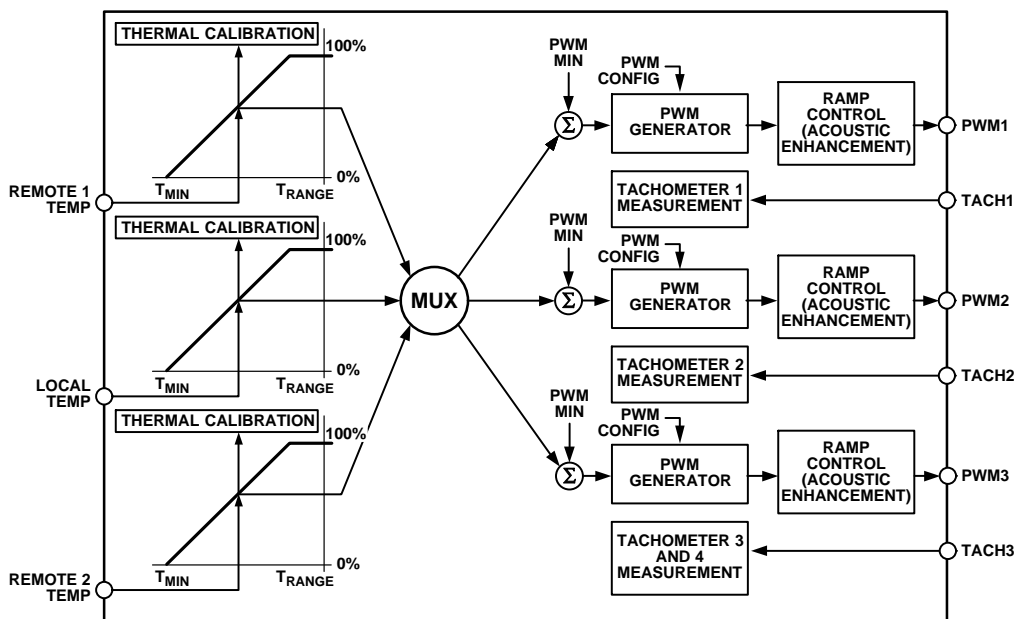 THERMAL CALIBRATION
100%
0%
T_MIN
T_RANGE
REMOTE 1
TEMP
THERMAL CALIBRATION
100%
0%
T_MIN
T_RANGE
LOCAL
TEMP
THERMAL CALIBRATION
100%
0%
T_MIN
T_RANGE
REMOTE 2
TEMP
MUX
PWM
MIN
Σ
PWM
CONFIG
PWM
GENERATOR
RAMP
CONTROL
(ACOUSTIC
ENHANCEMENT)
PWM1
TACHOMETER 1
MEASUREMENT
TACH1
PWM
MIN
Σ
PWM
CONFIG
PWM
GENERATOR
RAMP
CONTROL
(ACOUSTIC
ENHANCEMENT)
PWM2
TACHOMETER 2
MEASUREMENT
TACH2
PWM
MIN
Σ
PWM
CONFIG
PWM
GENERATOR
RAMP
CONTROL
(ACOUSTIC
ENHANCEMENT)
PWM3
TACHOMETER 3
AND 4
MEASUREMENT
TACH3